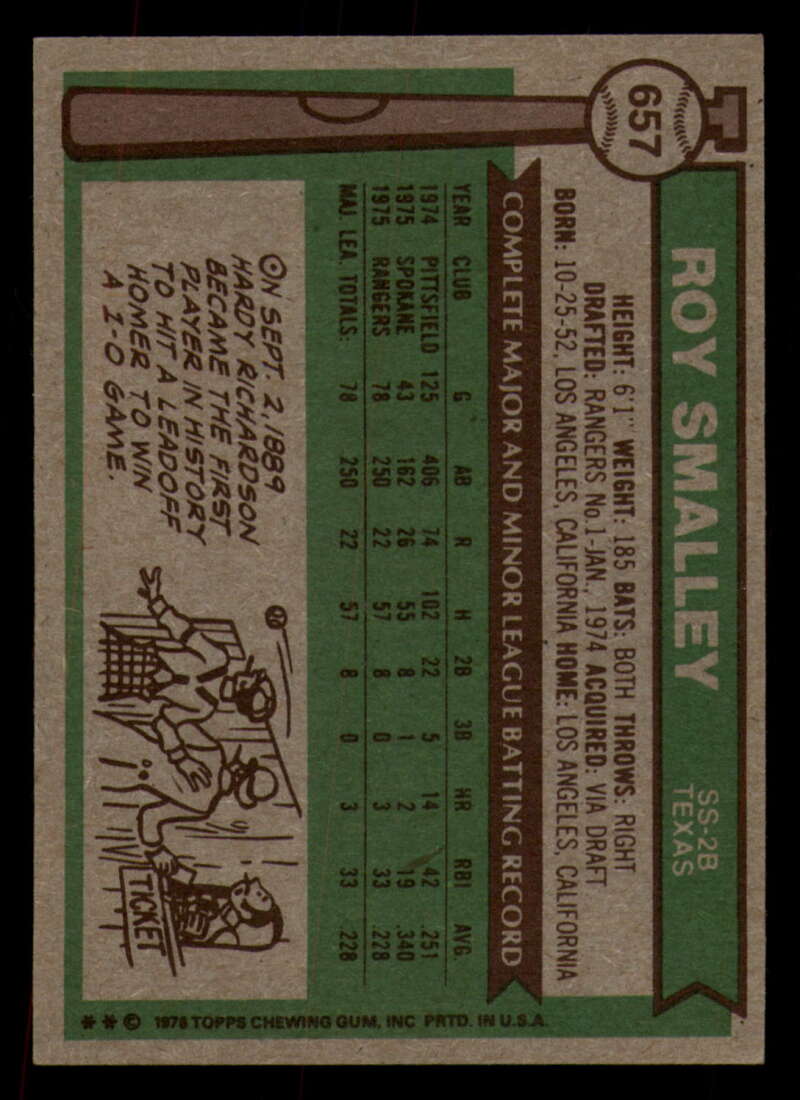 657
ROY SMALLEY
SS-2B
TEXAS
HEIGHT: 6'1" WEIGHT: 185 BATS: BOTH THROWS: RIGHT
DRAFTED: RANGERS No.1-JAN., 1974 ACQUIRED: VIA DRAFT
BORN: 10-25-52, LOS ANGELES, CALIFORNIA HOME: LOS ANGELES, CALIFORNIA
COMPLETE MAJOR AND MINOR LEAGUE BATTING RECORD
YEAR CLUB G AB R H 2B 3B HR RBI AVG.
1974 PITTSFIELD 125 406 74 102 22 5 14 42 .251
1975 SPOKANE 43 162 26 55 8 1 2 19 .340
1975 RANGERS 78 250 22 57 8 0 3 33 .228
MAJ. LEA. TOTALS: 78 250 22 57 8 0 3 33 .228
ON SEPT. 2, 1889
HARDY RICHARDSON
BECAME THE FIRST
PLAYER IN HISTORY
TO HIT A LEADOFF
HOMER TO WIN
A 1-0 GAME.
TICKET
** © 1976 TOPPS CHEWING GUM, INC PRTD. IN U.S.A.